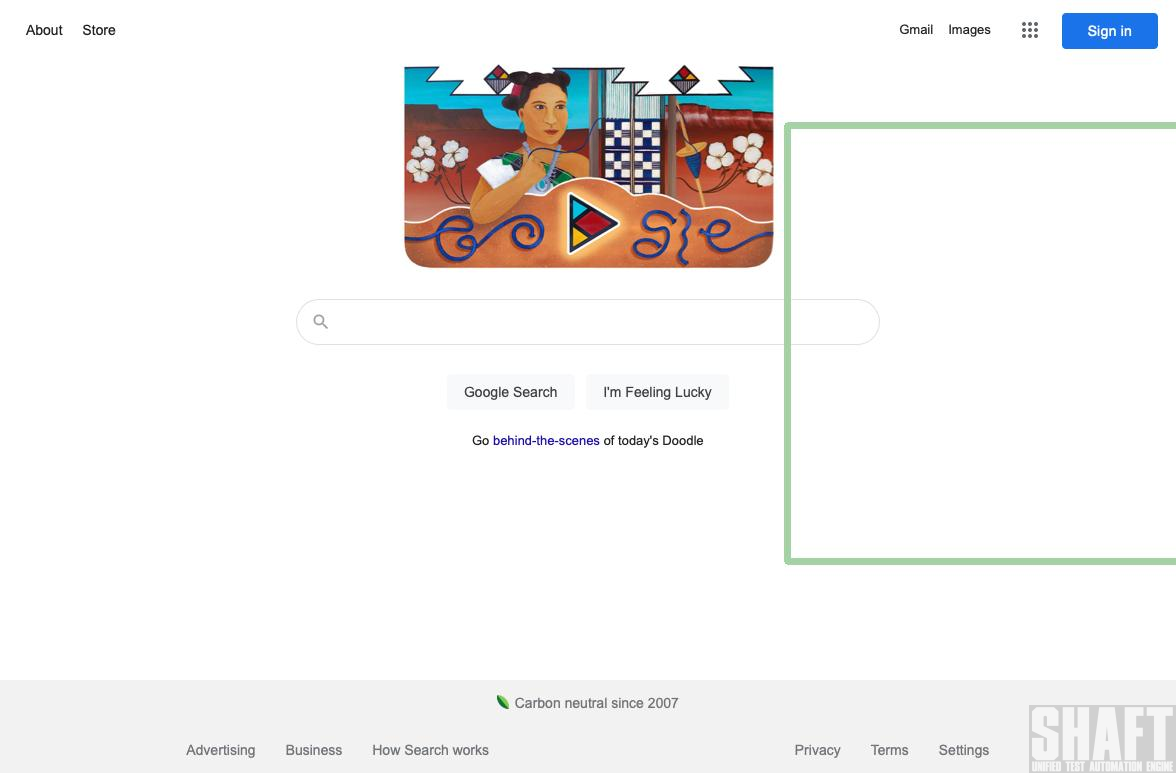 About Store
Gmail Images Sign in
Google Search I'm Feeling Lucky
Go behind-the-scenes of today's Doodle
Carbon neutral since 2007
Advertising Business How Search works
Privacy Terms Settings
SHAFT
UNIFIED TEST AUTOMATION ENGINE